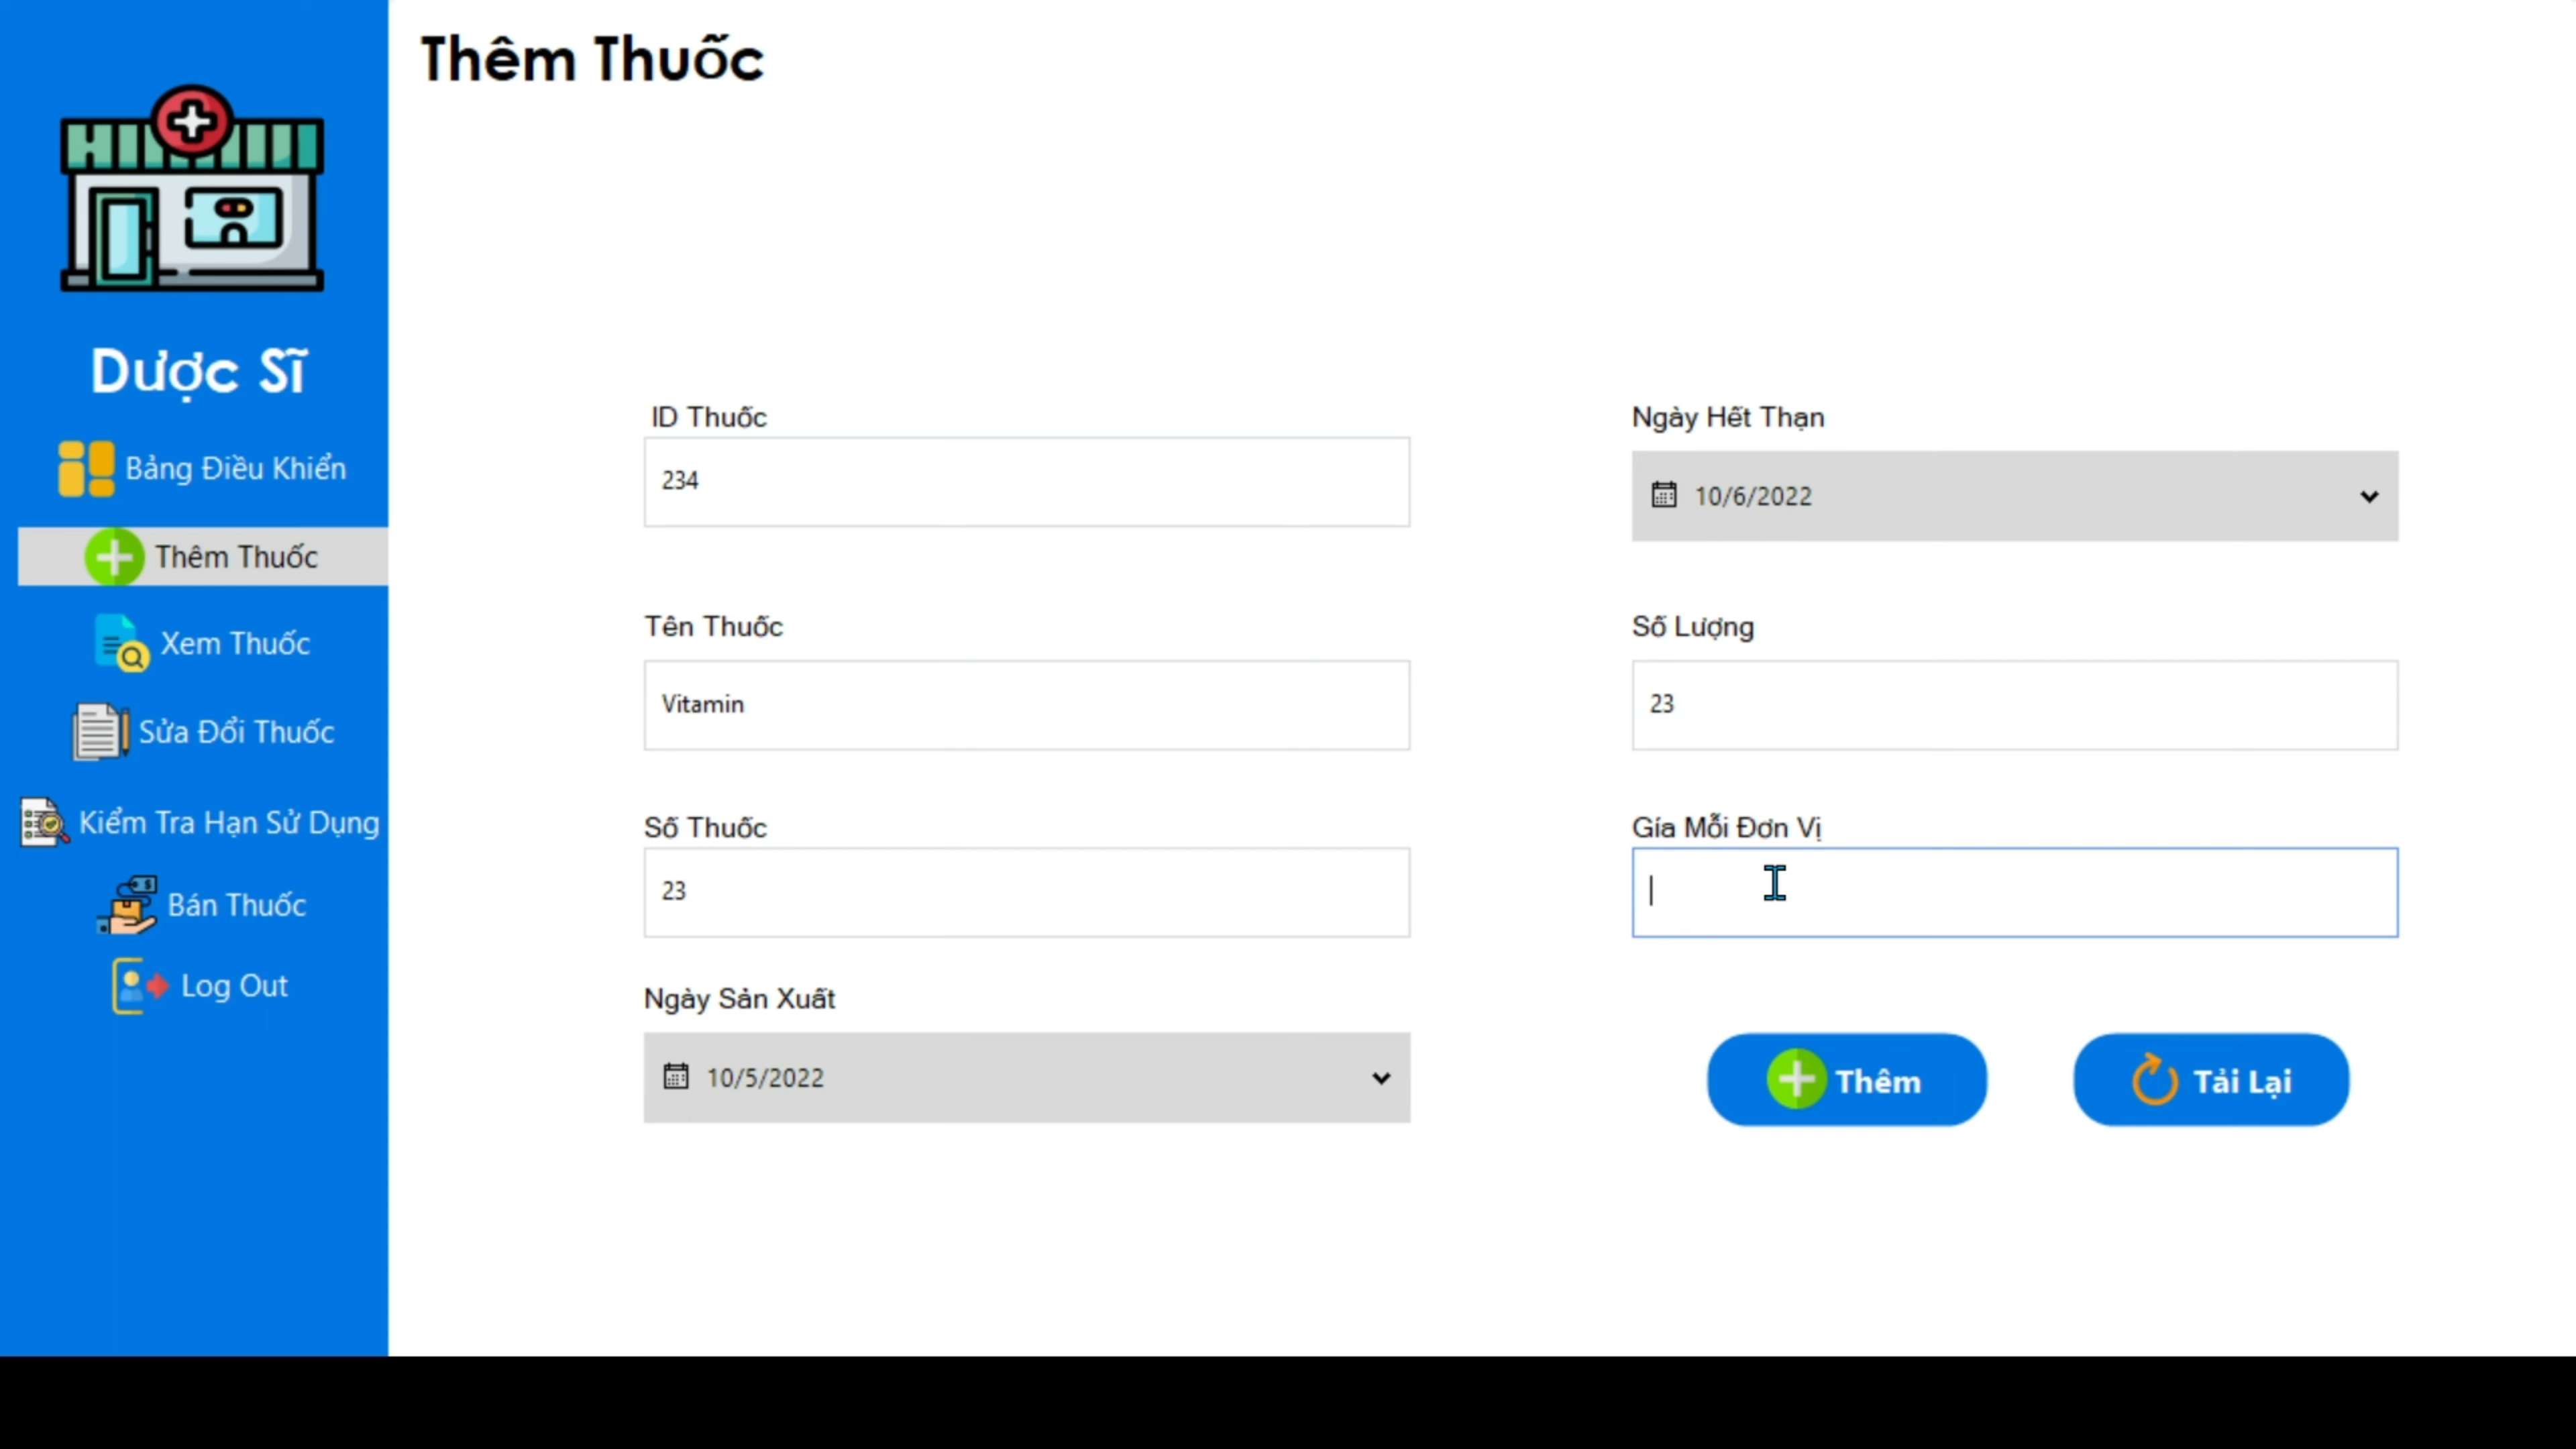 Thêm Thuốc
Dược Sĩ
Bảng Điều Khiển
Thêm Thuốc
Xem Thuốc
Sửa Đổi Thuốc
Kiểm Tra Hạn Sử Dụng
Bán Thuốc
Log Out
ID Thuốc
234
Tên Thuốc
Vitamin
Số Thuốc
23
Ngày Sản Xuất
10/5/2022
Ngày Hết Thạn
10/6/2022
Số Lượng
23
Gía Mỗi Đơn Vị
Thêm
Tải Lại